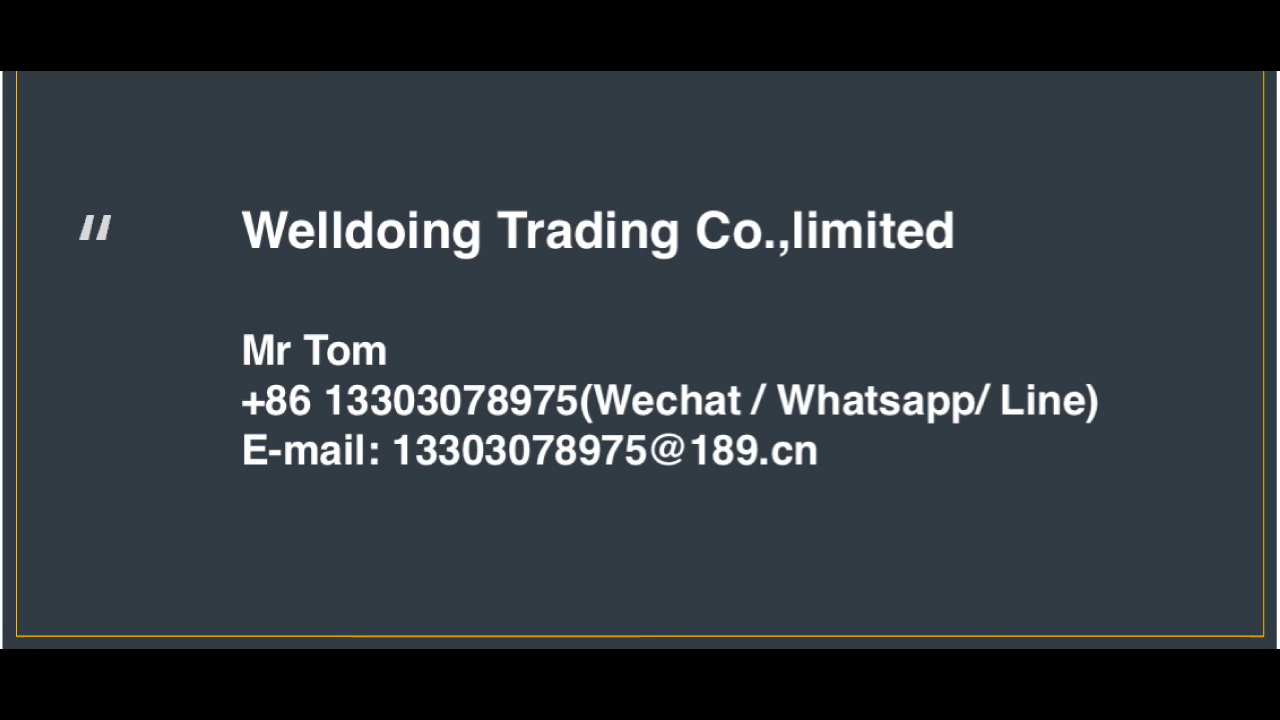 "
Welldoing Trading Co.,limited
Mr Tom
+86 13303078975(Wechat / Whatsapp/ Line)
E-mail: 13303078975@189.cn